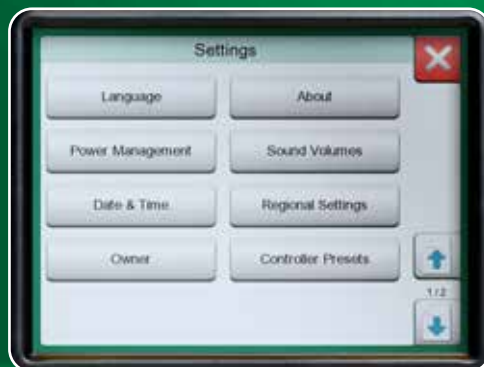 Settings
Language
About
Power Management
Sound Volumes
Date & Time
Regional Settings
Owner
Controller Presets
1/2